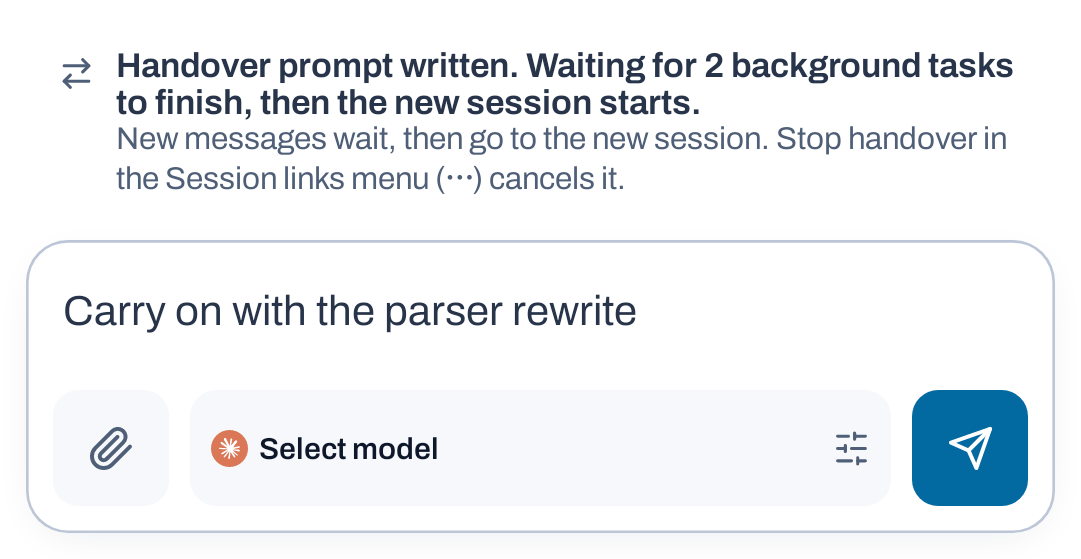 Handover prompt written. Waiting for 2 background tasks
to finish, then the new session starts.
New messages wait, then go to the new session. Stop handover in
the Session links menu (···) cancels it.
Carry on with the parser rewrite
Select model